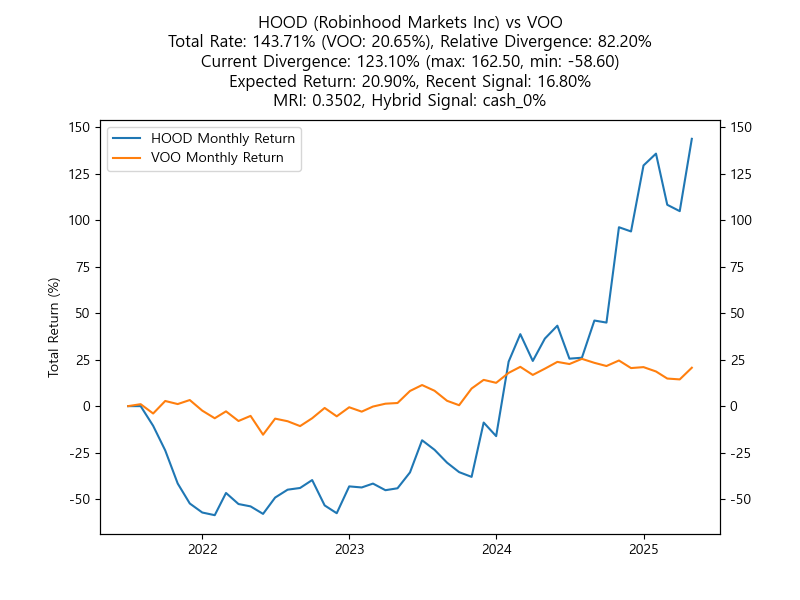 HOOD (Robinhood Markets Inc) vs VOO
Total Rate: 143.71% (VOO: 20.65%), Relative Divergence: 82.20%
Current Divergence: 123.10% (max: 162.50, min: -58.60)
Expected Return: 20.90%, Recent Signal: 16.80%
MRI: 0.3502, Hybrid Signal: cash_0%
HOOD Monthly Return
VOO Monthly Return
Total Return (%)
150
125
100
75
50
25
0
-25
-50
150
125
100
75
50
25
0
-25
-50
2022
2023
2024
2025